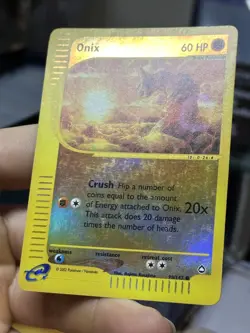 Onix 60 HP
Crush Flip a number of
coins equal to the amount
of Energy attached to Onix. 20x
This attack does 20 damage
times the number of heads.
weakness resistance retreat cost
e